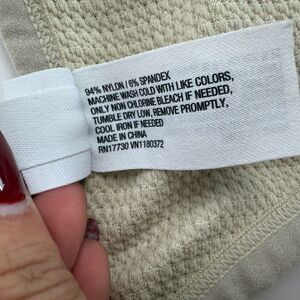 94% NYLON / 6% SPANDEX
MACHINE WASH COLD WITH LIKE COLORS,
ONLY NON CHLORINE BLEACH IF NEEDED,
TUMBLE DRY LOW, REMOVE PROMPTLY,
COOL IRON IF NEEDED
MADE IN CHINA
RN17730 VN1180372